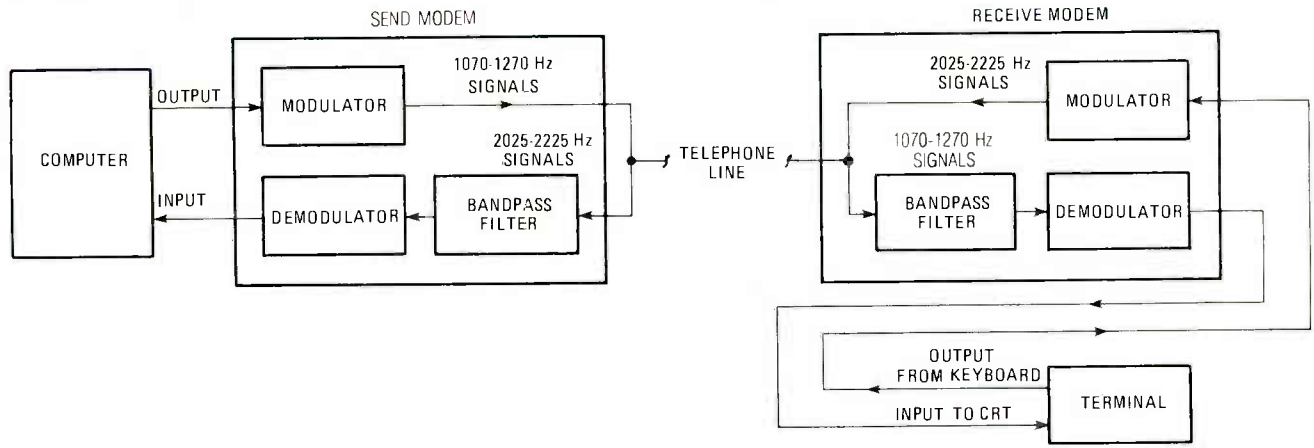 SEND MODEM
COMPUTER
OUTPUT
INPUT
MODULATOR
1070-1270 Hz
SIGNALS
2025-2225 Hz
SIGNALS
DEMODULATOR
BANDPASS
FILTER
TELEPHONE
LINE
RECEIVE MODEM
2025-2225 Hz
SIGNALS
MODULATOR
1070-1270 Hz
SIGNALS
BANDPASS
FILTER
DEMODULATOR
OUTPUT
FROM KEYBOARD
INPUT TO CRT
TERMINAL